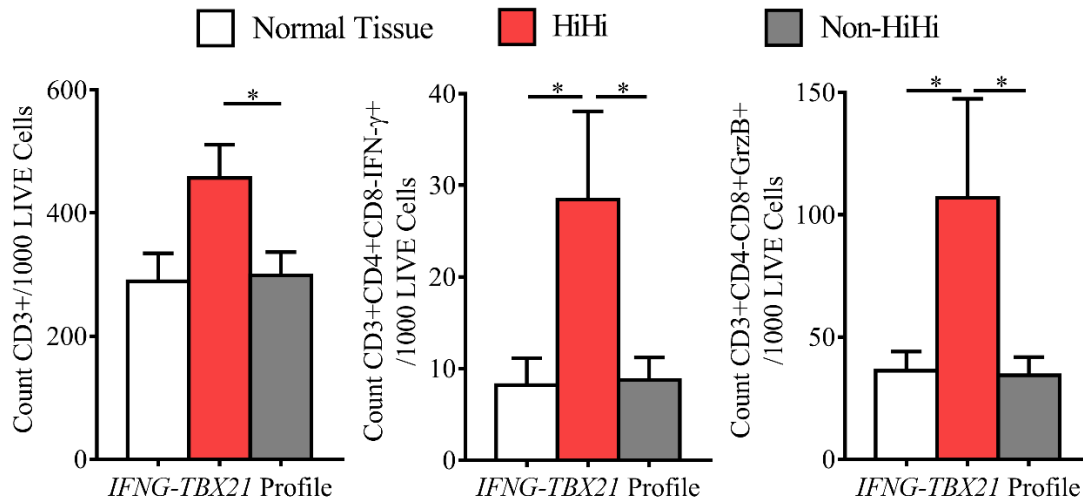 Normal Tissue
HiHi
Non-HiHi
Count CD3+/1000 LIVE Cells
600
400
200
0
*
IFNG-TBX21 Profile
Count CD3+CD4+CD8-IFN-γ+
/1000 LIVE Cells
40
30
20
10
0
*
*
IFNG-TBX21 Profile
Count CD3+CD4-CD8+GrzB+
/1000 LIVE Cells
150
100
50
0
*
*
IFNG-TBX21 Profile